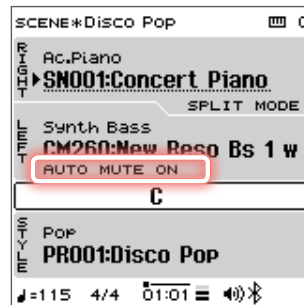 SCENE*Disco Pop
RIGHT
Ac.Piano
SN001:Concert Piano
SPLIT MODE
LEFT
Synth Bass
CM260:New Reso Bs 1 w
AUTO MUTE ON
C
STYLE
Pop
PR001:Disco Pop
♩=115 4/4 01:01